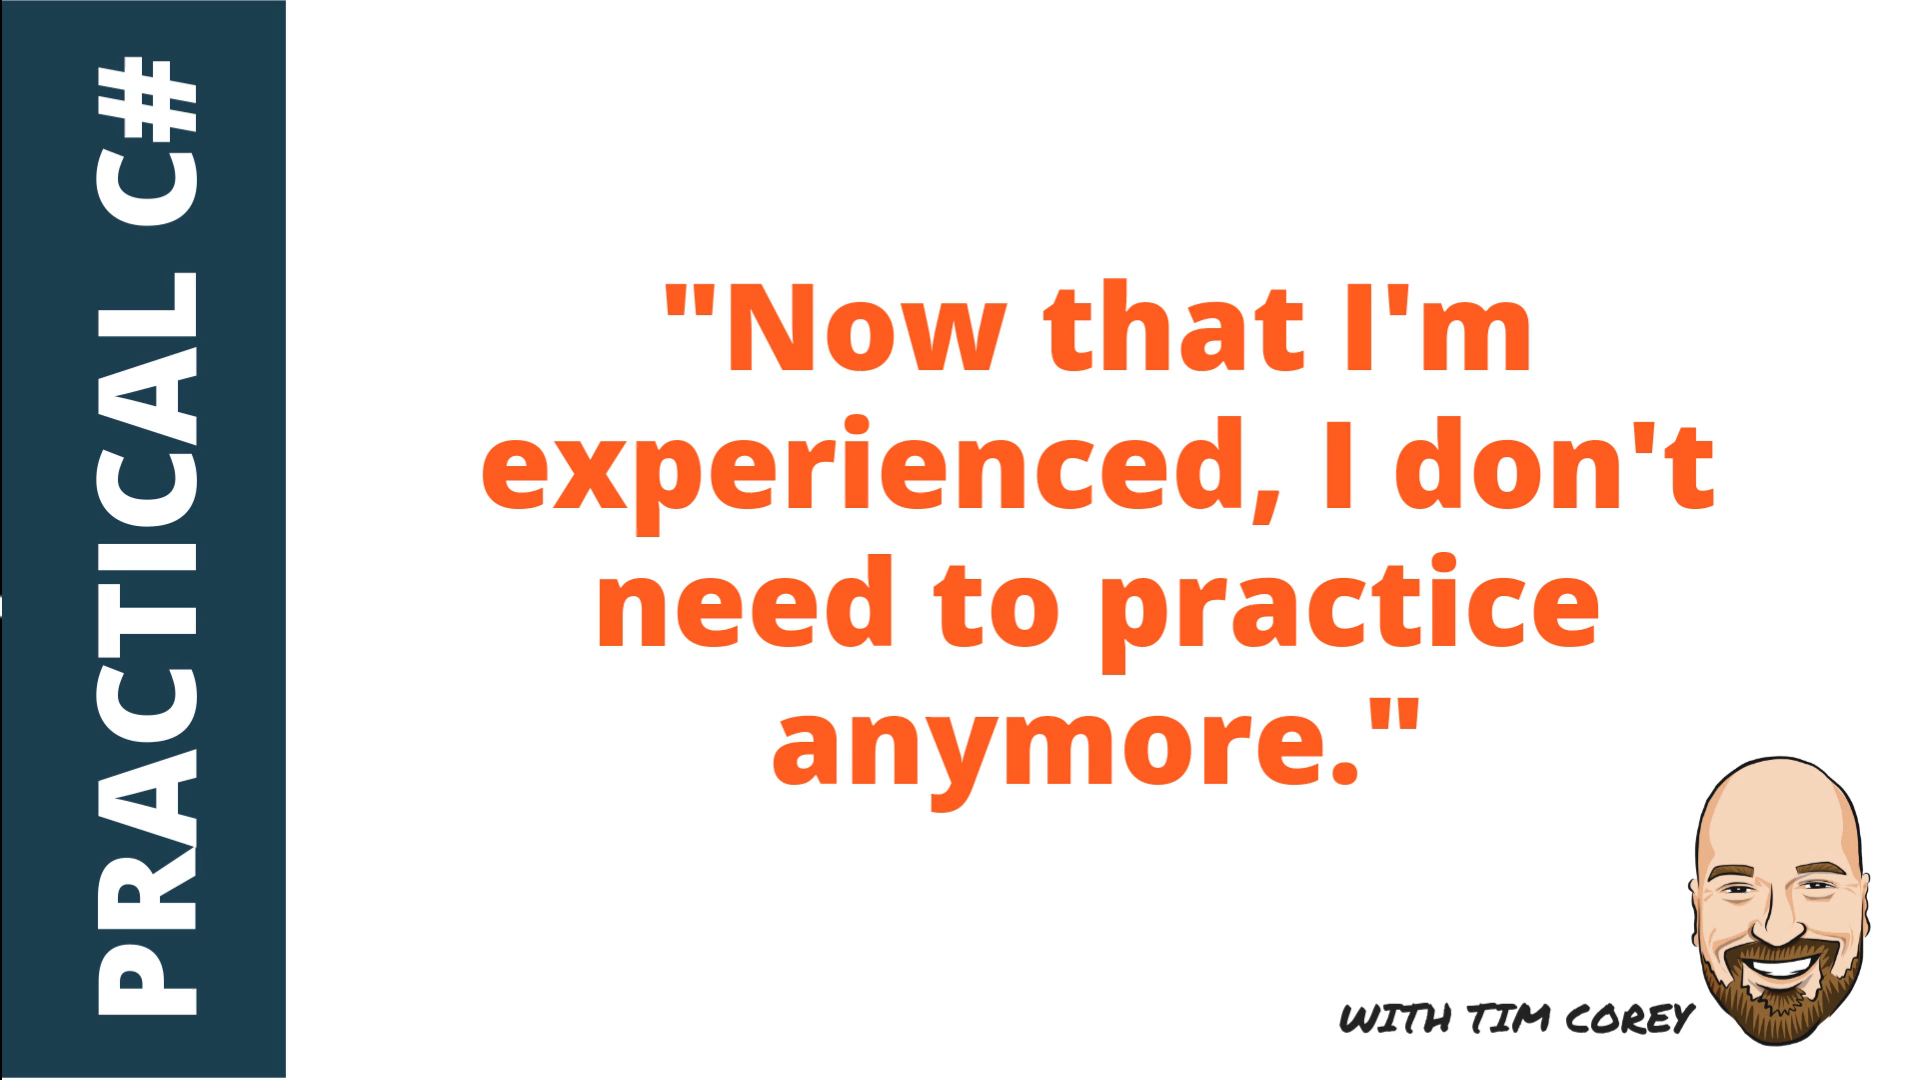 PRACTICAL C#
"Now that I'm
experienced, I don't
need to practice
anymore."
WITH TIM COREY